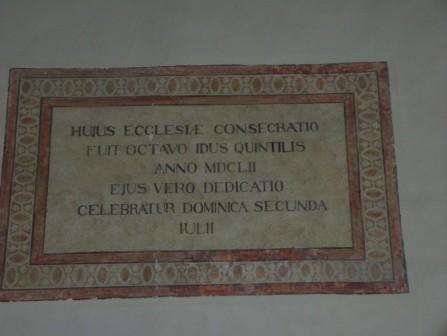 HUJUS ECCLESIÆ CONSECRATIO
FUIT OCTAVO IDUS QUINTILIS
ANNO MDCLII
EJUS VERO DEDICATIO
CELEBRATUR DOMINICA SECUNDA
IULII